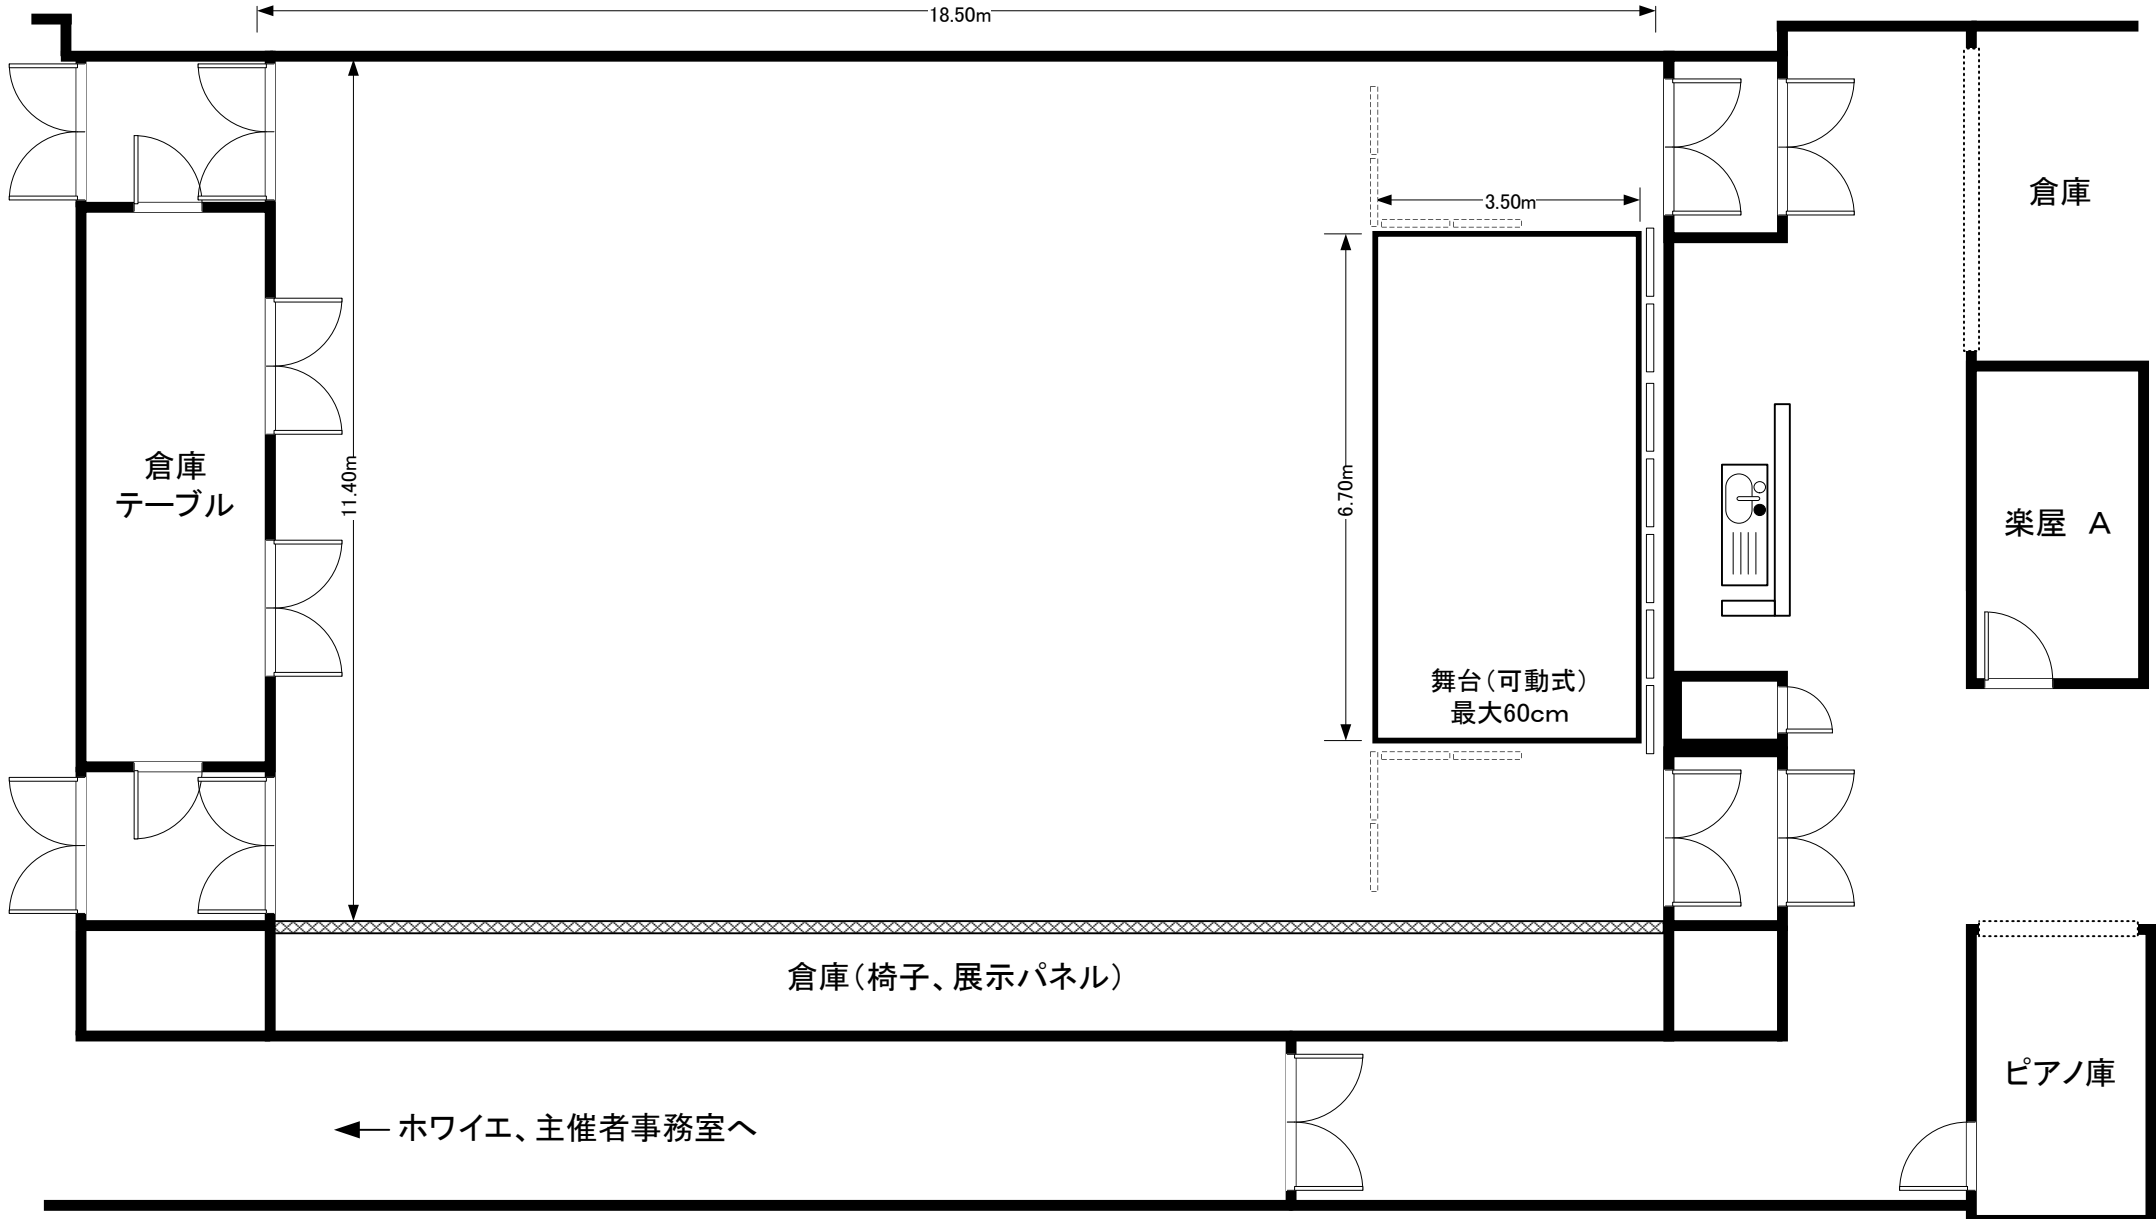 18.50m
倉庫
3.50m
倉庫
テーブル
11.40m
6.70m
楽屋 A
舞台(可動式)
最大60cm
倉庫(椅子、展示パネル)
ピアノ庫
ホワイエ、主催者事務室へ